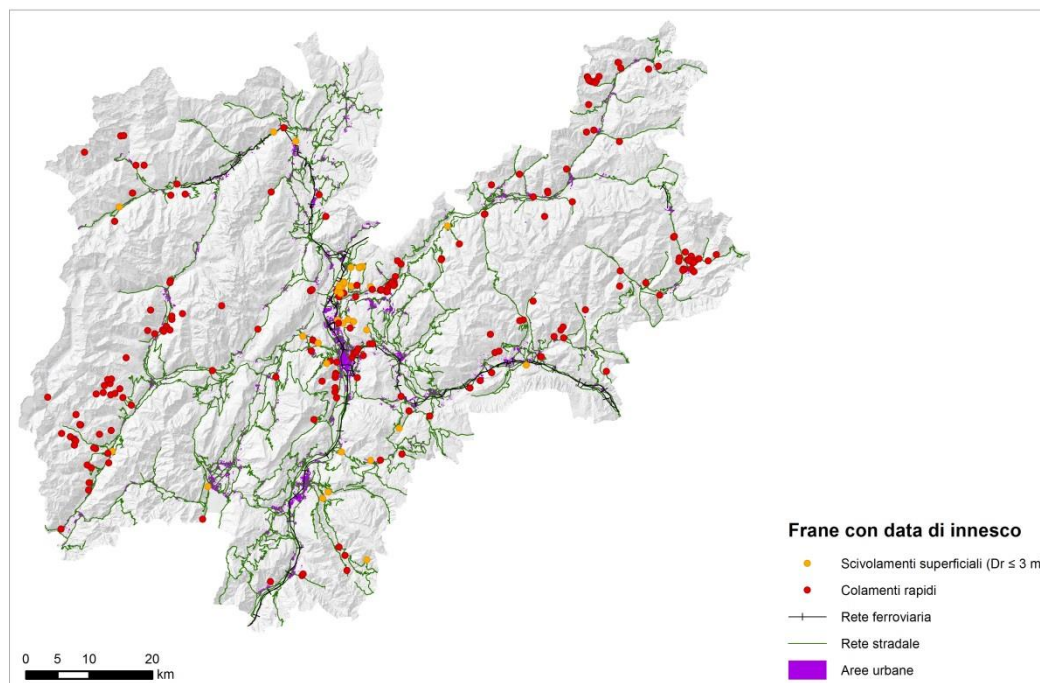 Frane con data di innesco
Scivolamenti superficiali (Dr ≤ 3 m
Colamenti rapidi
Rete ferroviaria
Rete stradale
Aree urbane
0 5 10 20
km